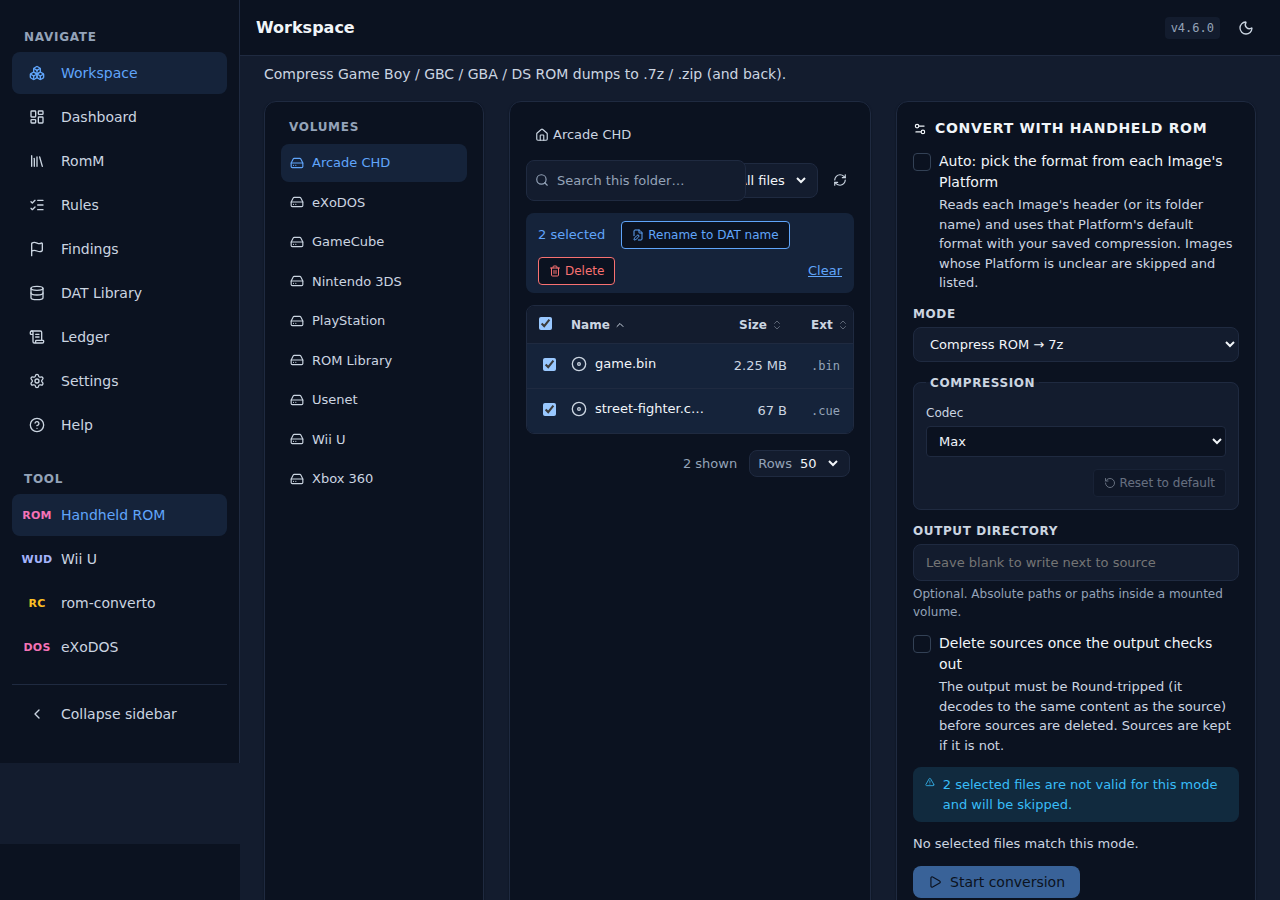 NAVIGATE
Workspace
Dashboard
RomM
Rules
Findings
DAT Library
Ledger
Settings
Help
TOOL
ROM Handheld ROM
WUD Wii U
RC rom-converto
DOS eXoDOS
Collapse sidebar
Workspace
v4.6.0
Compress Game Boy / GBC / GBA / DS ROM dumps to .7z / .zip (and back).
VOLUMES
Arcade CHD
eXoDOS
GameCube
Nintendo 3DS
PlayStation
ROM Library
Usenet
Wii U
Xbox 360
Arcade CHD
Search this folder…
ll files
2 selected
Rename to DAT name
Delete
Clear
Name Size Ext
game.bin 2.25 MB .bin
street-fighter.c… 67 B .cue
2 shown Rows 50
CONVERT WITH HANDHELD ROM
Auto: pick the format from each Image's
Platform
Reads each Image's header (or its folder
name) and uses that Platform's default
format with your saved compression. Images
whose Platform is unclear are skipped and
listed.
MODE
Compress ROM → 7z
COMPRESSION
Codec
Max
Reset to default
OUTPUT DIRECTORY
Leave blank to write next to source
Optional. Absolute paths or paths inside a mounted
volume.
Delete sources once the output checks
out
The output must be Round-tripped (it
decodes to the same content as the source)
before sources are deleted. Sources are kept
if it is not.
2 selected files are not valid for this mode
and will be skipped.
No selected files match this mode.
Start conversion